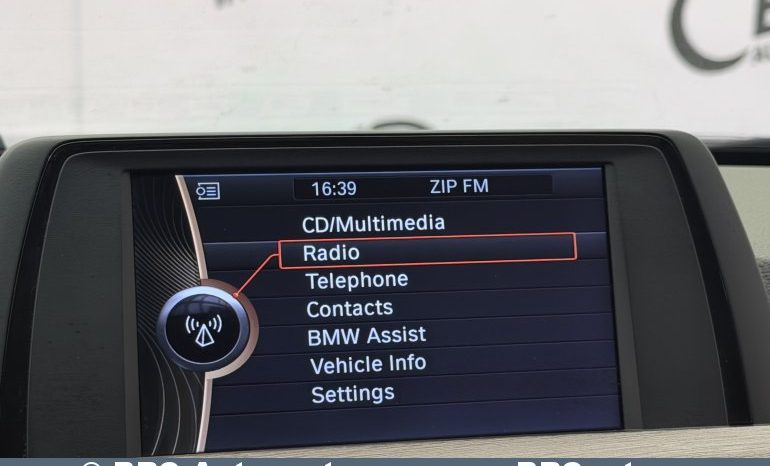 16:39 ZIP FM
CD/Multimedia
Radio
Telephone
Contacts
BMW Assist
Vehicle Info
Settings